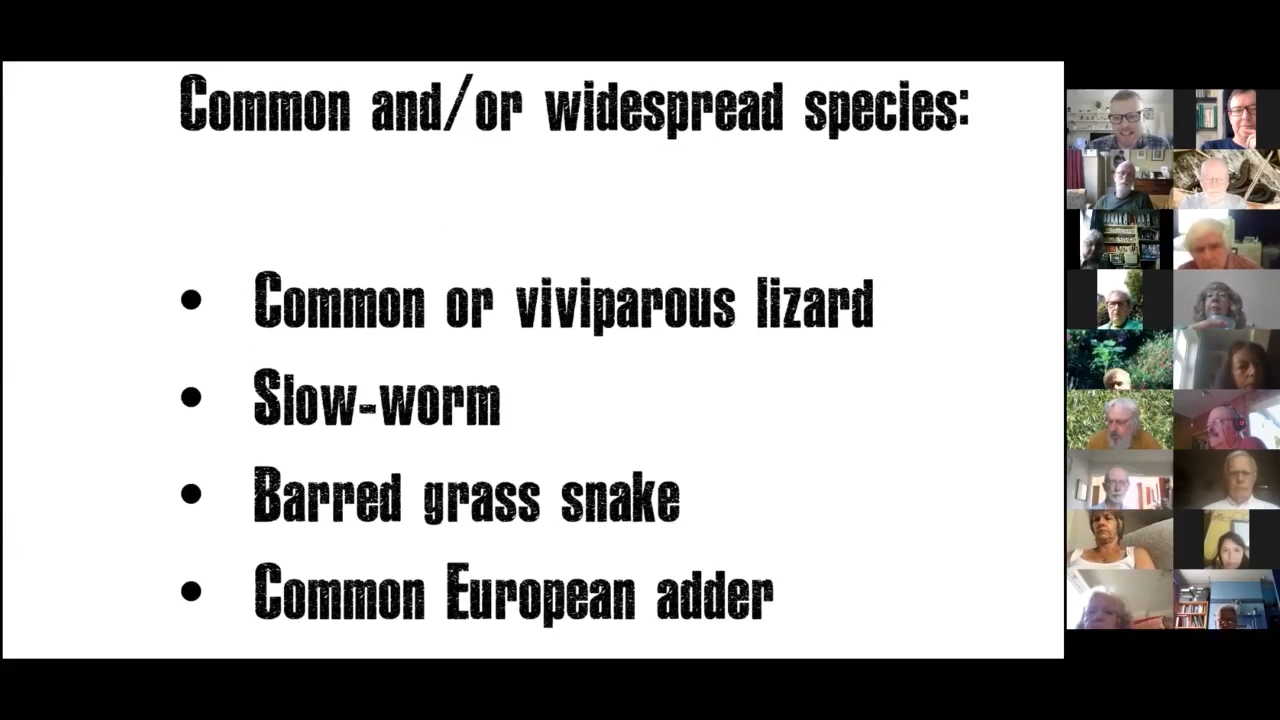 Common and/or widespread species:
• Common or viviparous lizard
• Slow-worm
• Barred grass snake
• Common European adder